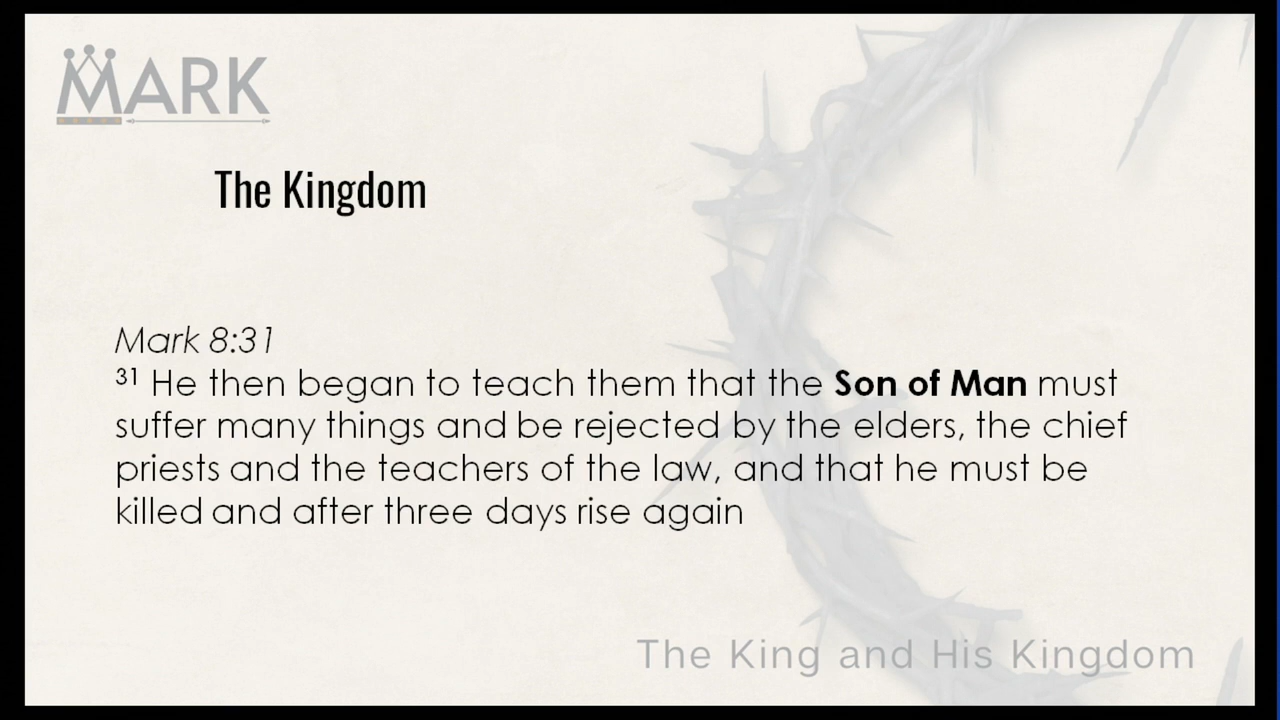 MARK
The Kingdom
Mark 8:31
31 He then began to teach them that the Son of Man must
suffer many things and be rejected by the elders, the chief
priests and the teachers of the law, and that he must be
killed and after three days rise again
The King and His Kingdom